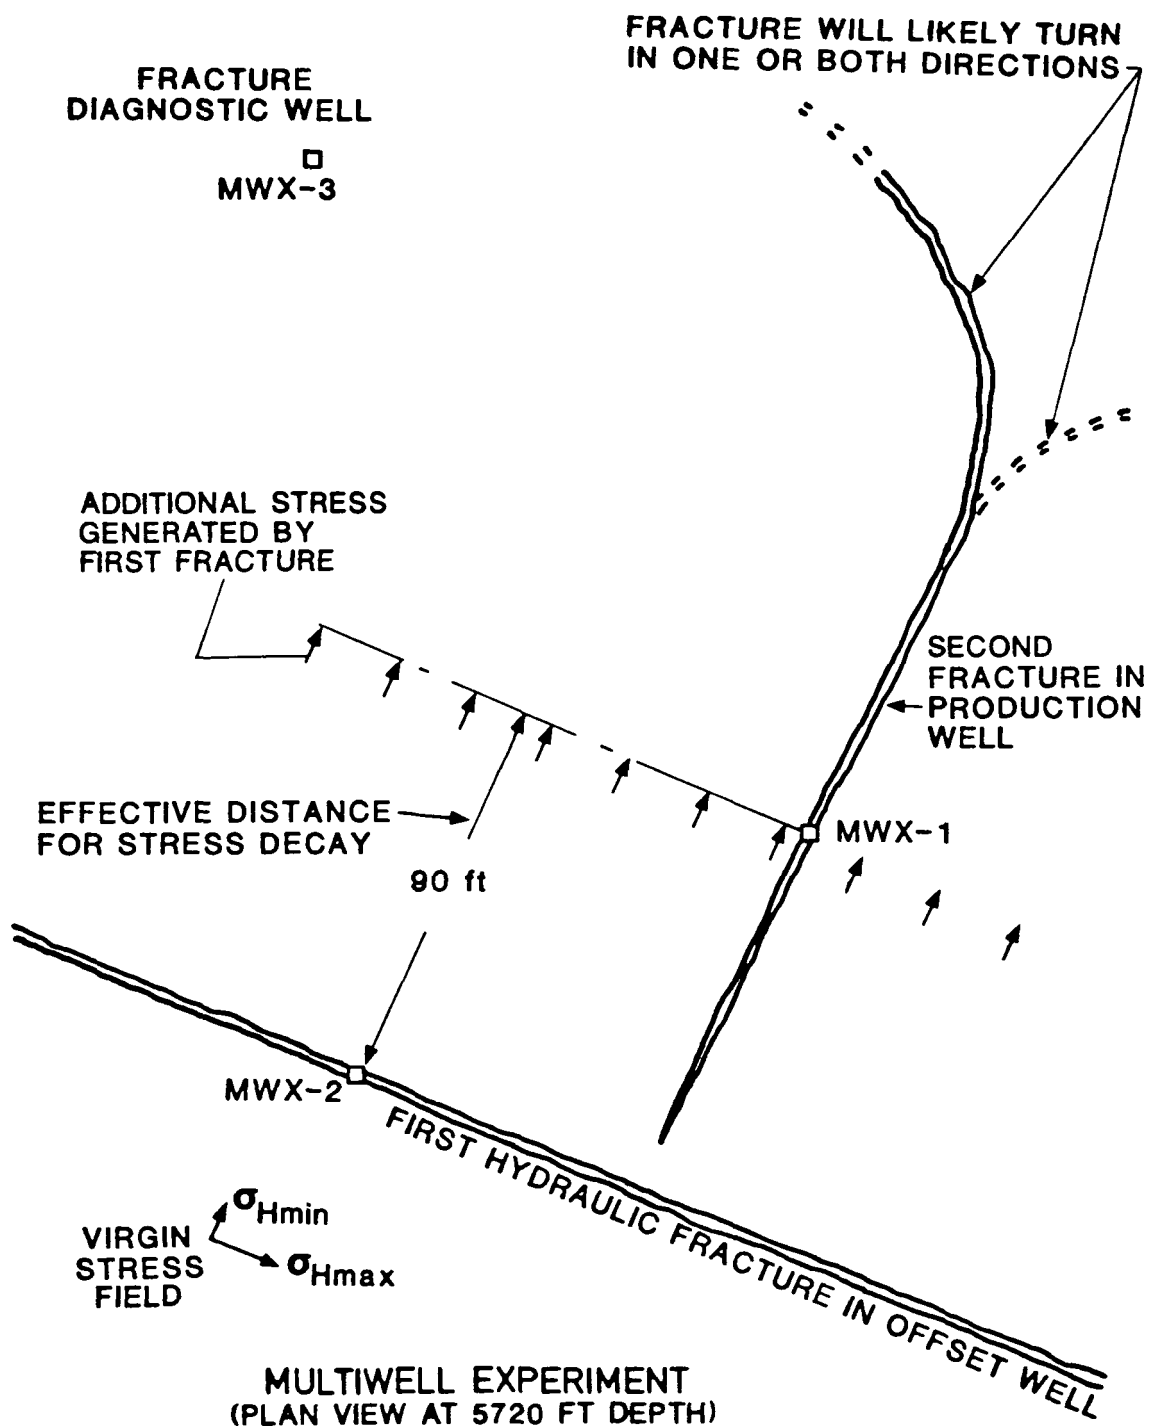 FRACTURE WILL LIKELY TURN
IN ONE OR BOTH DIRECTIONS
FRACTURE
DIAGNOSTIC WELL
MWX-3
ADDITIONAL STRESS
GENERATED BY
FIRST FRACTURE
SECOND
FRACTURE IN
PRODUCTION
WELL
EFFECTIVE DISTANCE
FOR STRESS DECAY
MWX-1
90 ft
MWX-2
FIRST HYDRAULIC FRACTURE IN OFFSET WELL
σHmin
VIRGIN
STRESS
FIELD
σHmax
MULTIWELL EXPERIMENT
(PLAN VIEW AT 5720 FT DEPTH)